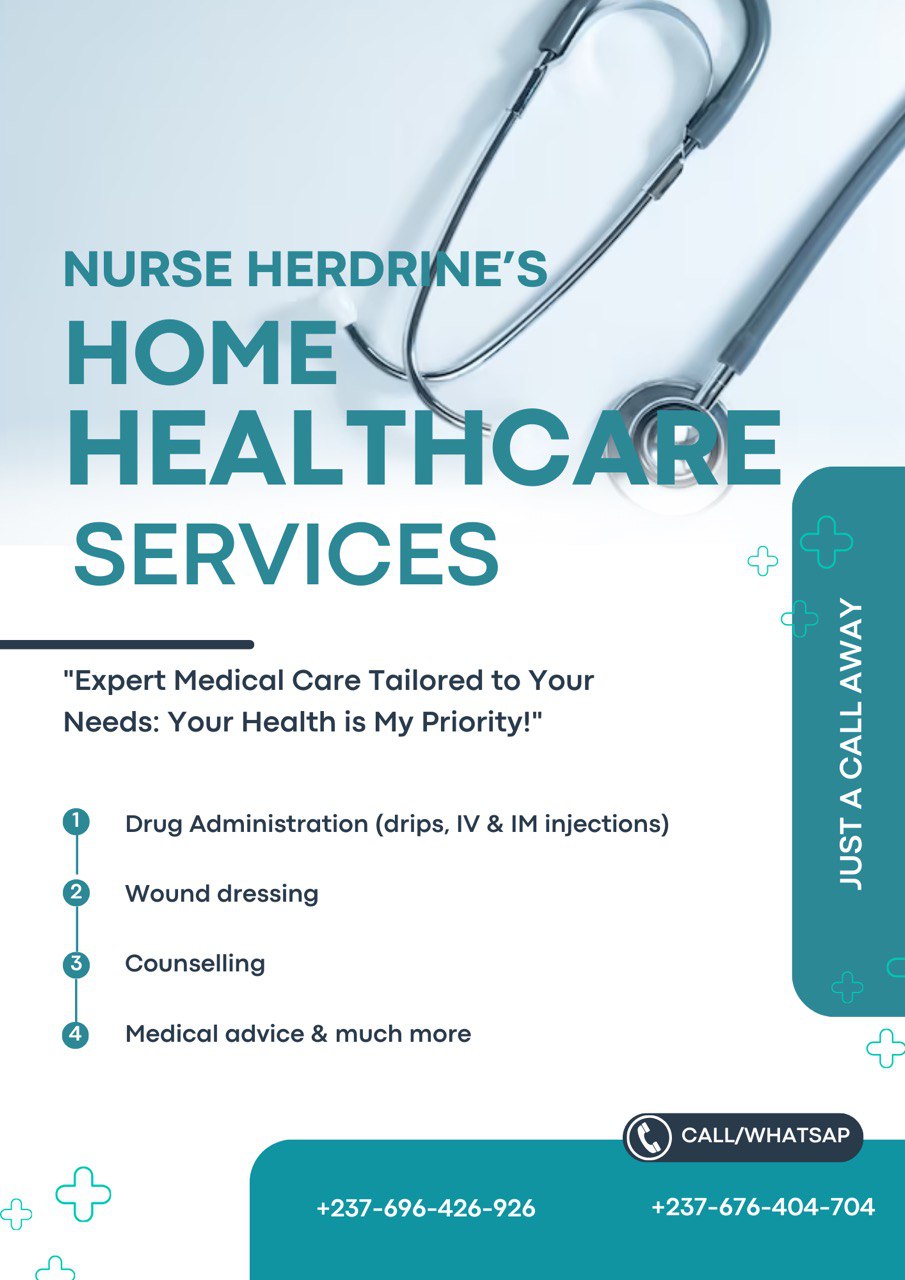 NURSE HERDRINE’S
HOME
HEALTHCARE
SERVICES
"Expert Medical Care Tailored to Your
Needs: Your Health is My Priority!"
1 Drug Administration (drips, IV & IM injections)
2 Wound dressing
3 Counselling
4 Medical advice & much more
JUST A CALL AWAY
CALL/WHATSAP
+237-696-426-926 +237-676-404-704